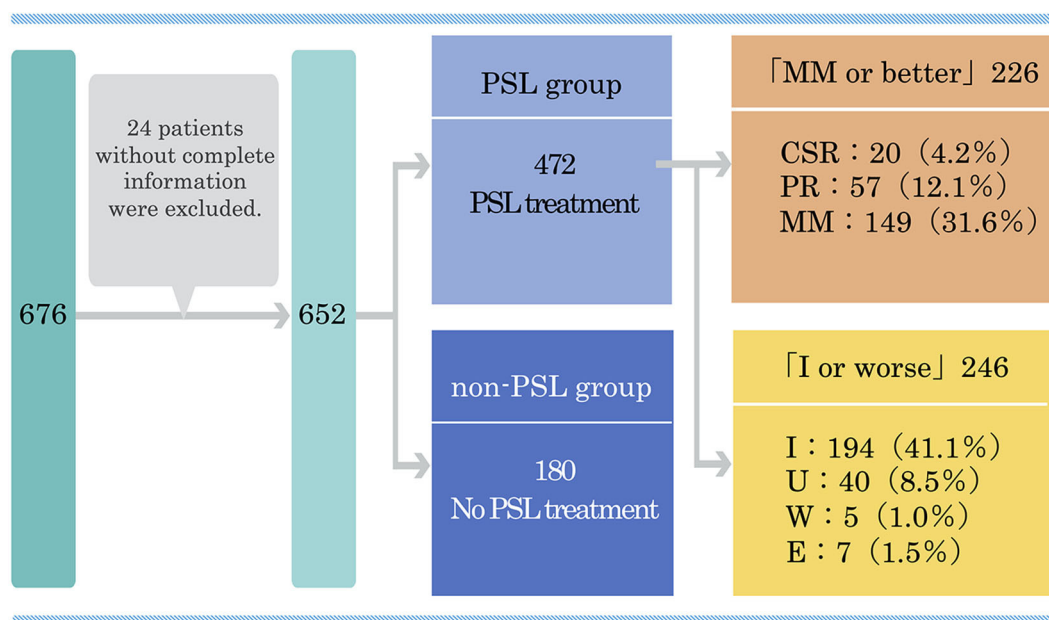 676
24 patients
without complete
information
were excluded.
652
PSL group
472
PSL treatment
non-PSL group
180
No PSL treatment
「MM or better」226
CSR：20（4.2%）
PR：57（12.1%）
MM：149（31.6%）
「I or worse」246
I：194（41.1%）
U：40（8.5%）
W：5（1.0%）
E：7（1.5%）